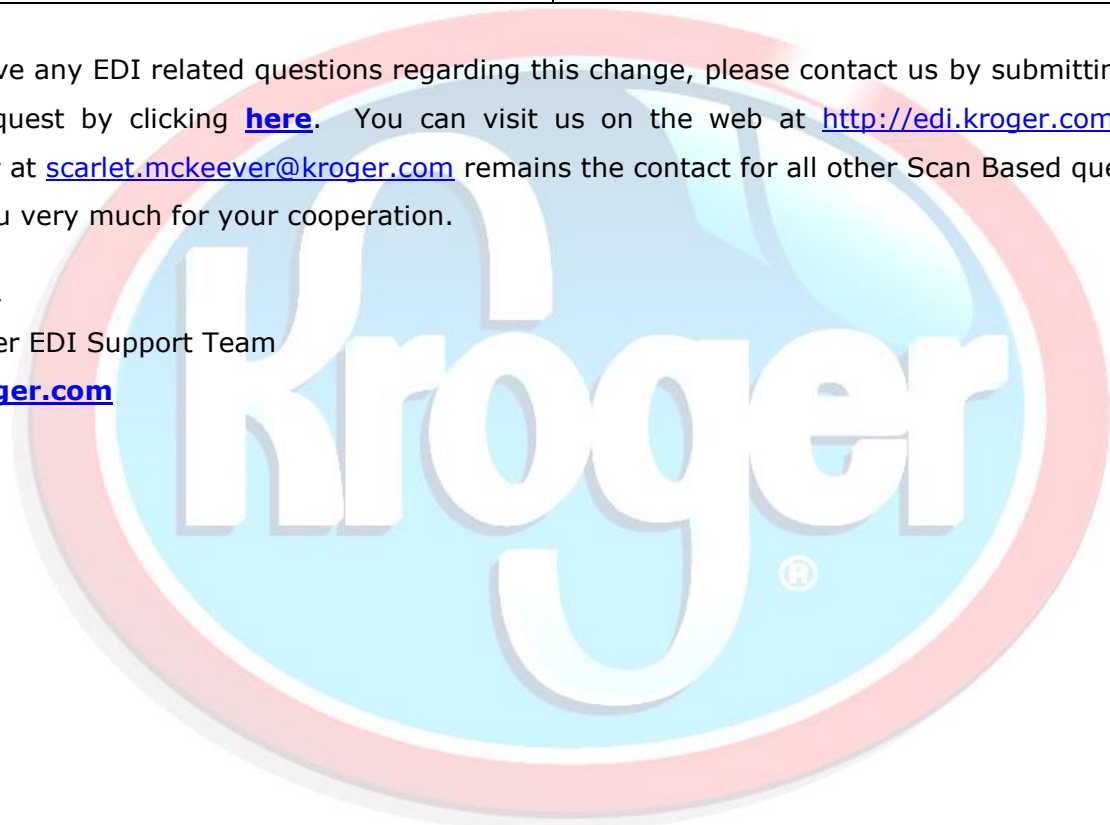 ve any EDI related questions regarding this change, please contact us by submittin
quest by clicking here. You can visit us on the web at http://edi.kroger.com
at scarlet.mckeever@kroger.com remains the contact for all other Scan Based que
u very much for your cooperation.
er EDI Support Team
ger.com
Kroger
®